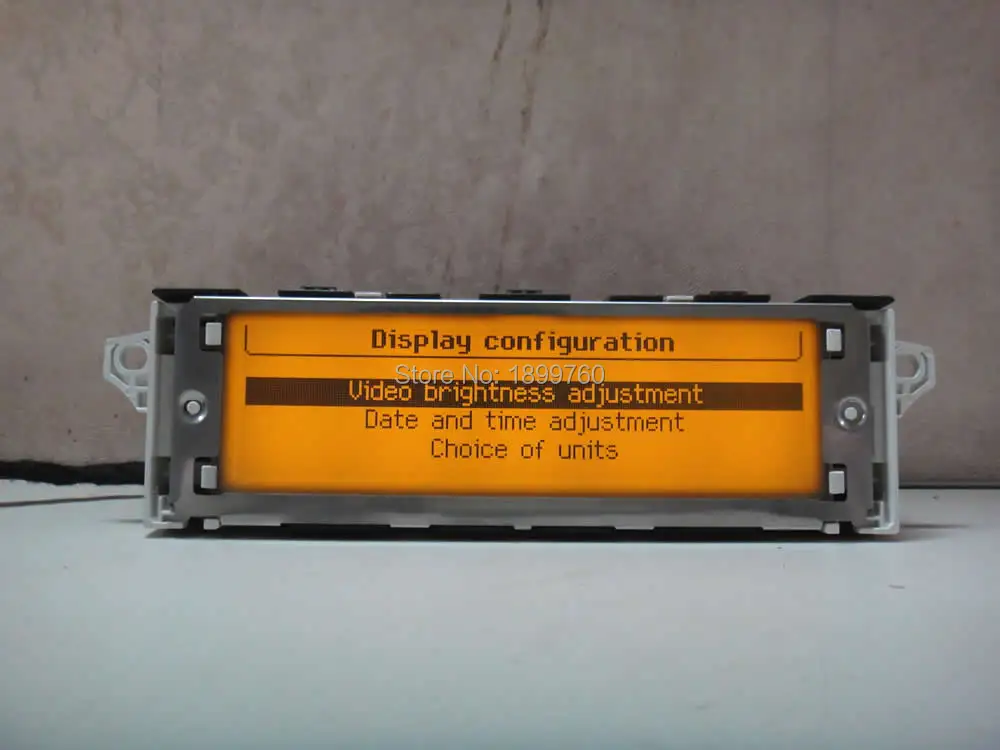 Display configuration
Store No: 1899760
Video brightness adjustment
Date and time adjustment
Choice of units